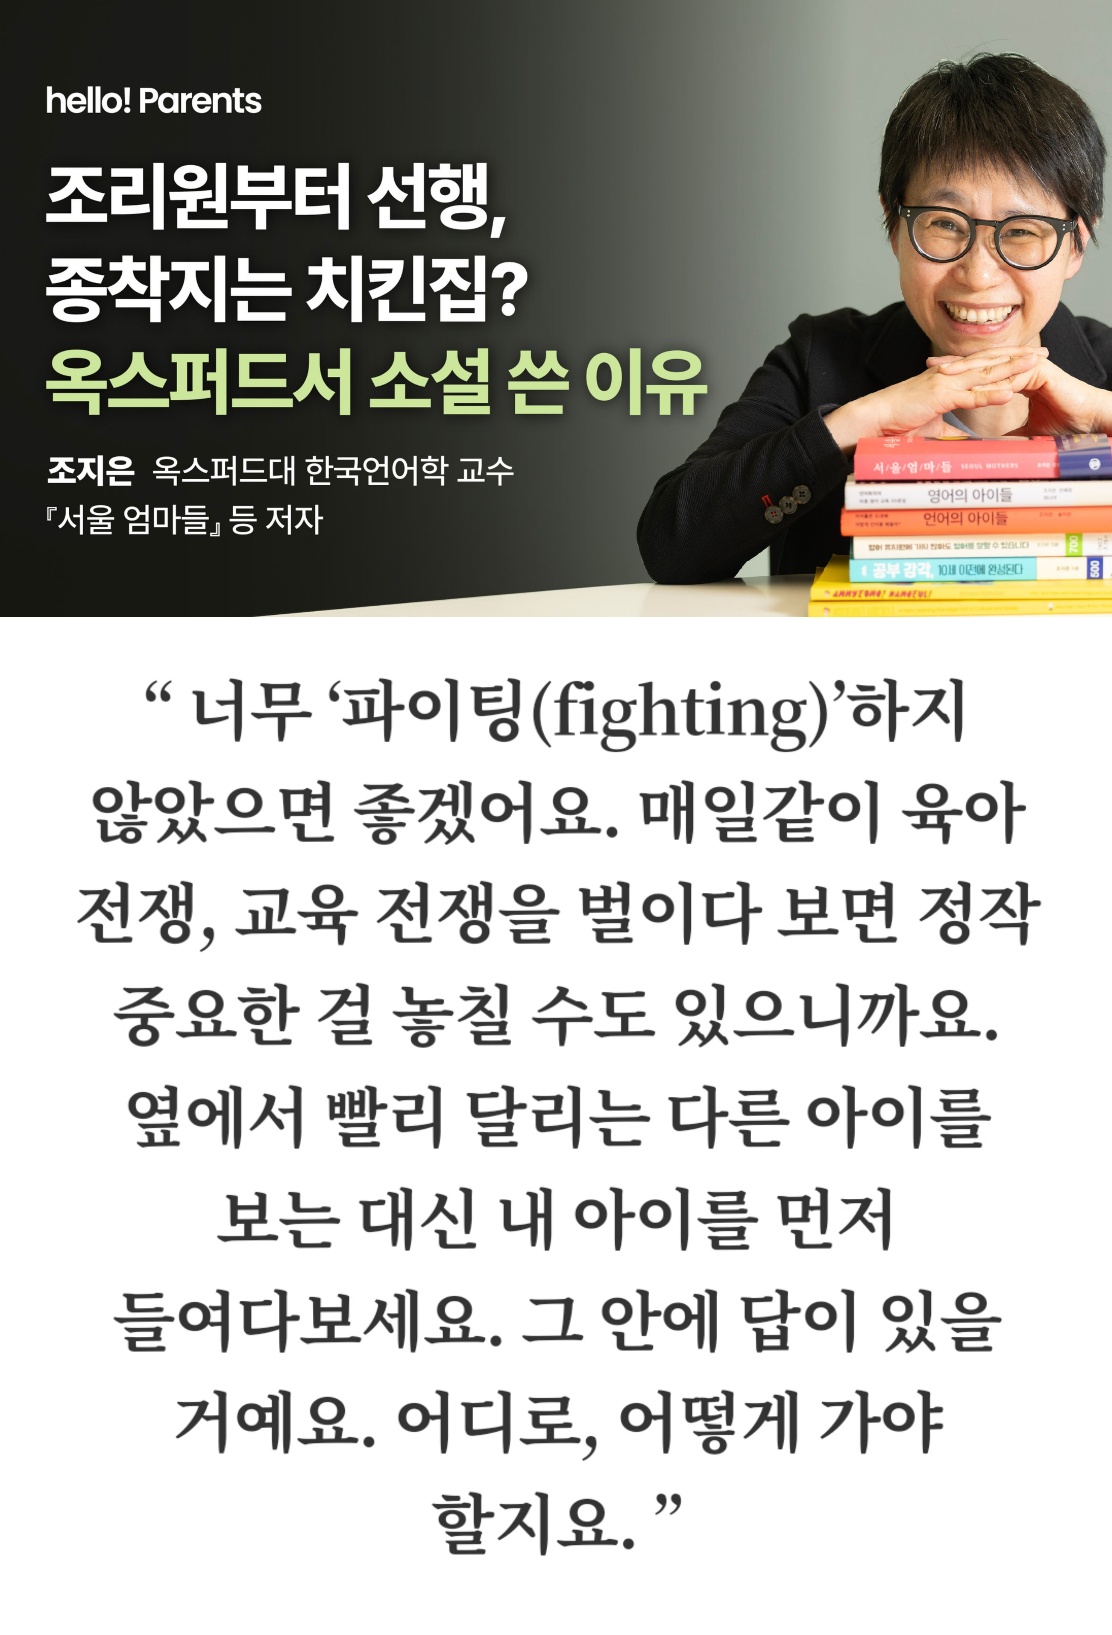 hello! Parents
조리원부터 선행,
종착지는 치킨집?
옥스퍼드서 소설 쓴 이유
조지은 옥스퍼드대 한국언어학 교수
『서울 엄마들』 등 저자
서/울/엄/마/들 SEOUL MOTHERS
영어의 아이들
언어의 아이들
700
공부 감각, 10세 이전에 완성된다
500
“ 너무 ‘파이팅(fighting)’하지
않았으면 좋겠어요. 매일같이 육아
전쟁, 교육 전쟁을 벌이다 보면 정작
중요한 걸 놓칠 수도 있으니까요.
옆에서 빨리 달리는 다른 아이를
보는 대신 내 아이를 먼저
들여다보세요. 그 안에 답이 있을
거예요. 어디로, 어떻게 가야
할지요. ”